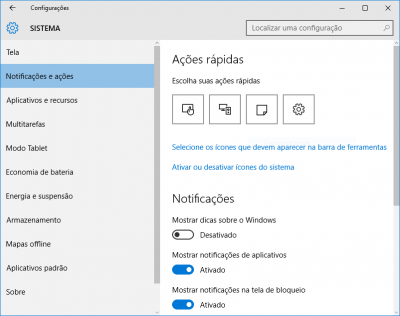 Configurações
SISTEMA
Localizar uma configuração
Tela
Notificações e ações
Aplicativos e recursos
Multitarefas
Modo Tablet
Economia de bateria
Energia e suspensão
Armazenamento
Mapas offline
Aplicativos padrão
Sobre
Ações rápidas
Escolha suas ações rápidas
Selecione os ícones que devem aparecer na barra de ferramentas
Ativar ou desativar ícones do sistema
Notificações
Mostrar dicas sobre o Windows
Desativado
Mostrar notificações de aplicativos
Ativado
Mostrar notificações na tela de bloqueio
Ativado